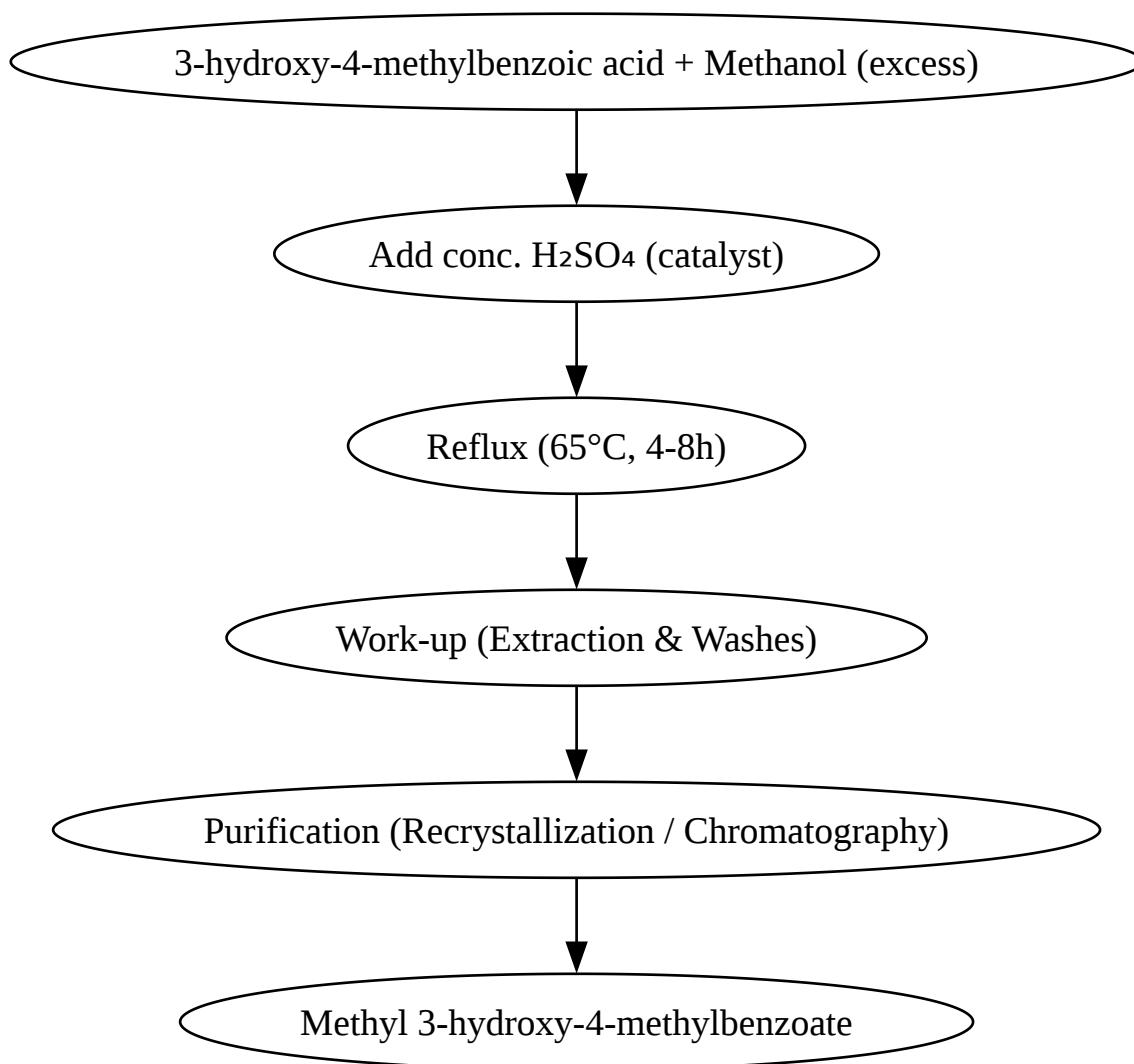 3-hydroxy-4-methylbenzoic acid + Methanol (excess)
Add conc. H₂SO₄ (catalyst)
Reflux (65°C, 4-8h)
Work-up (Extraction & Washes)
Purification (Recrystallization / Chromatography)
Methyl 3-hydroxy-4-methylbenzoate